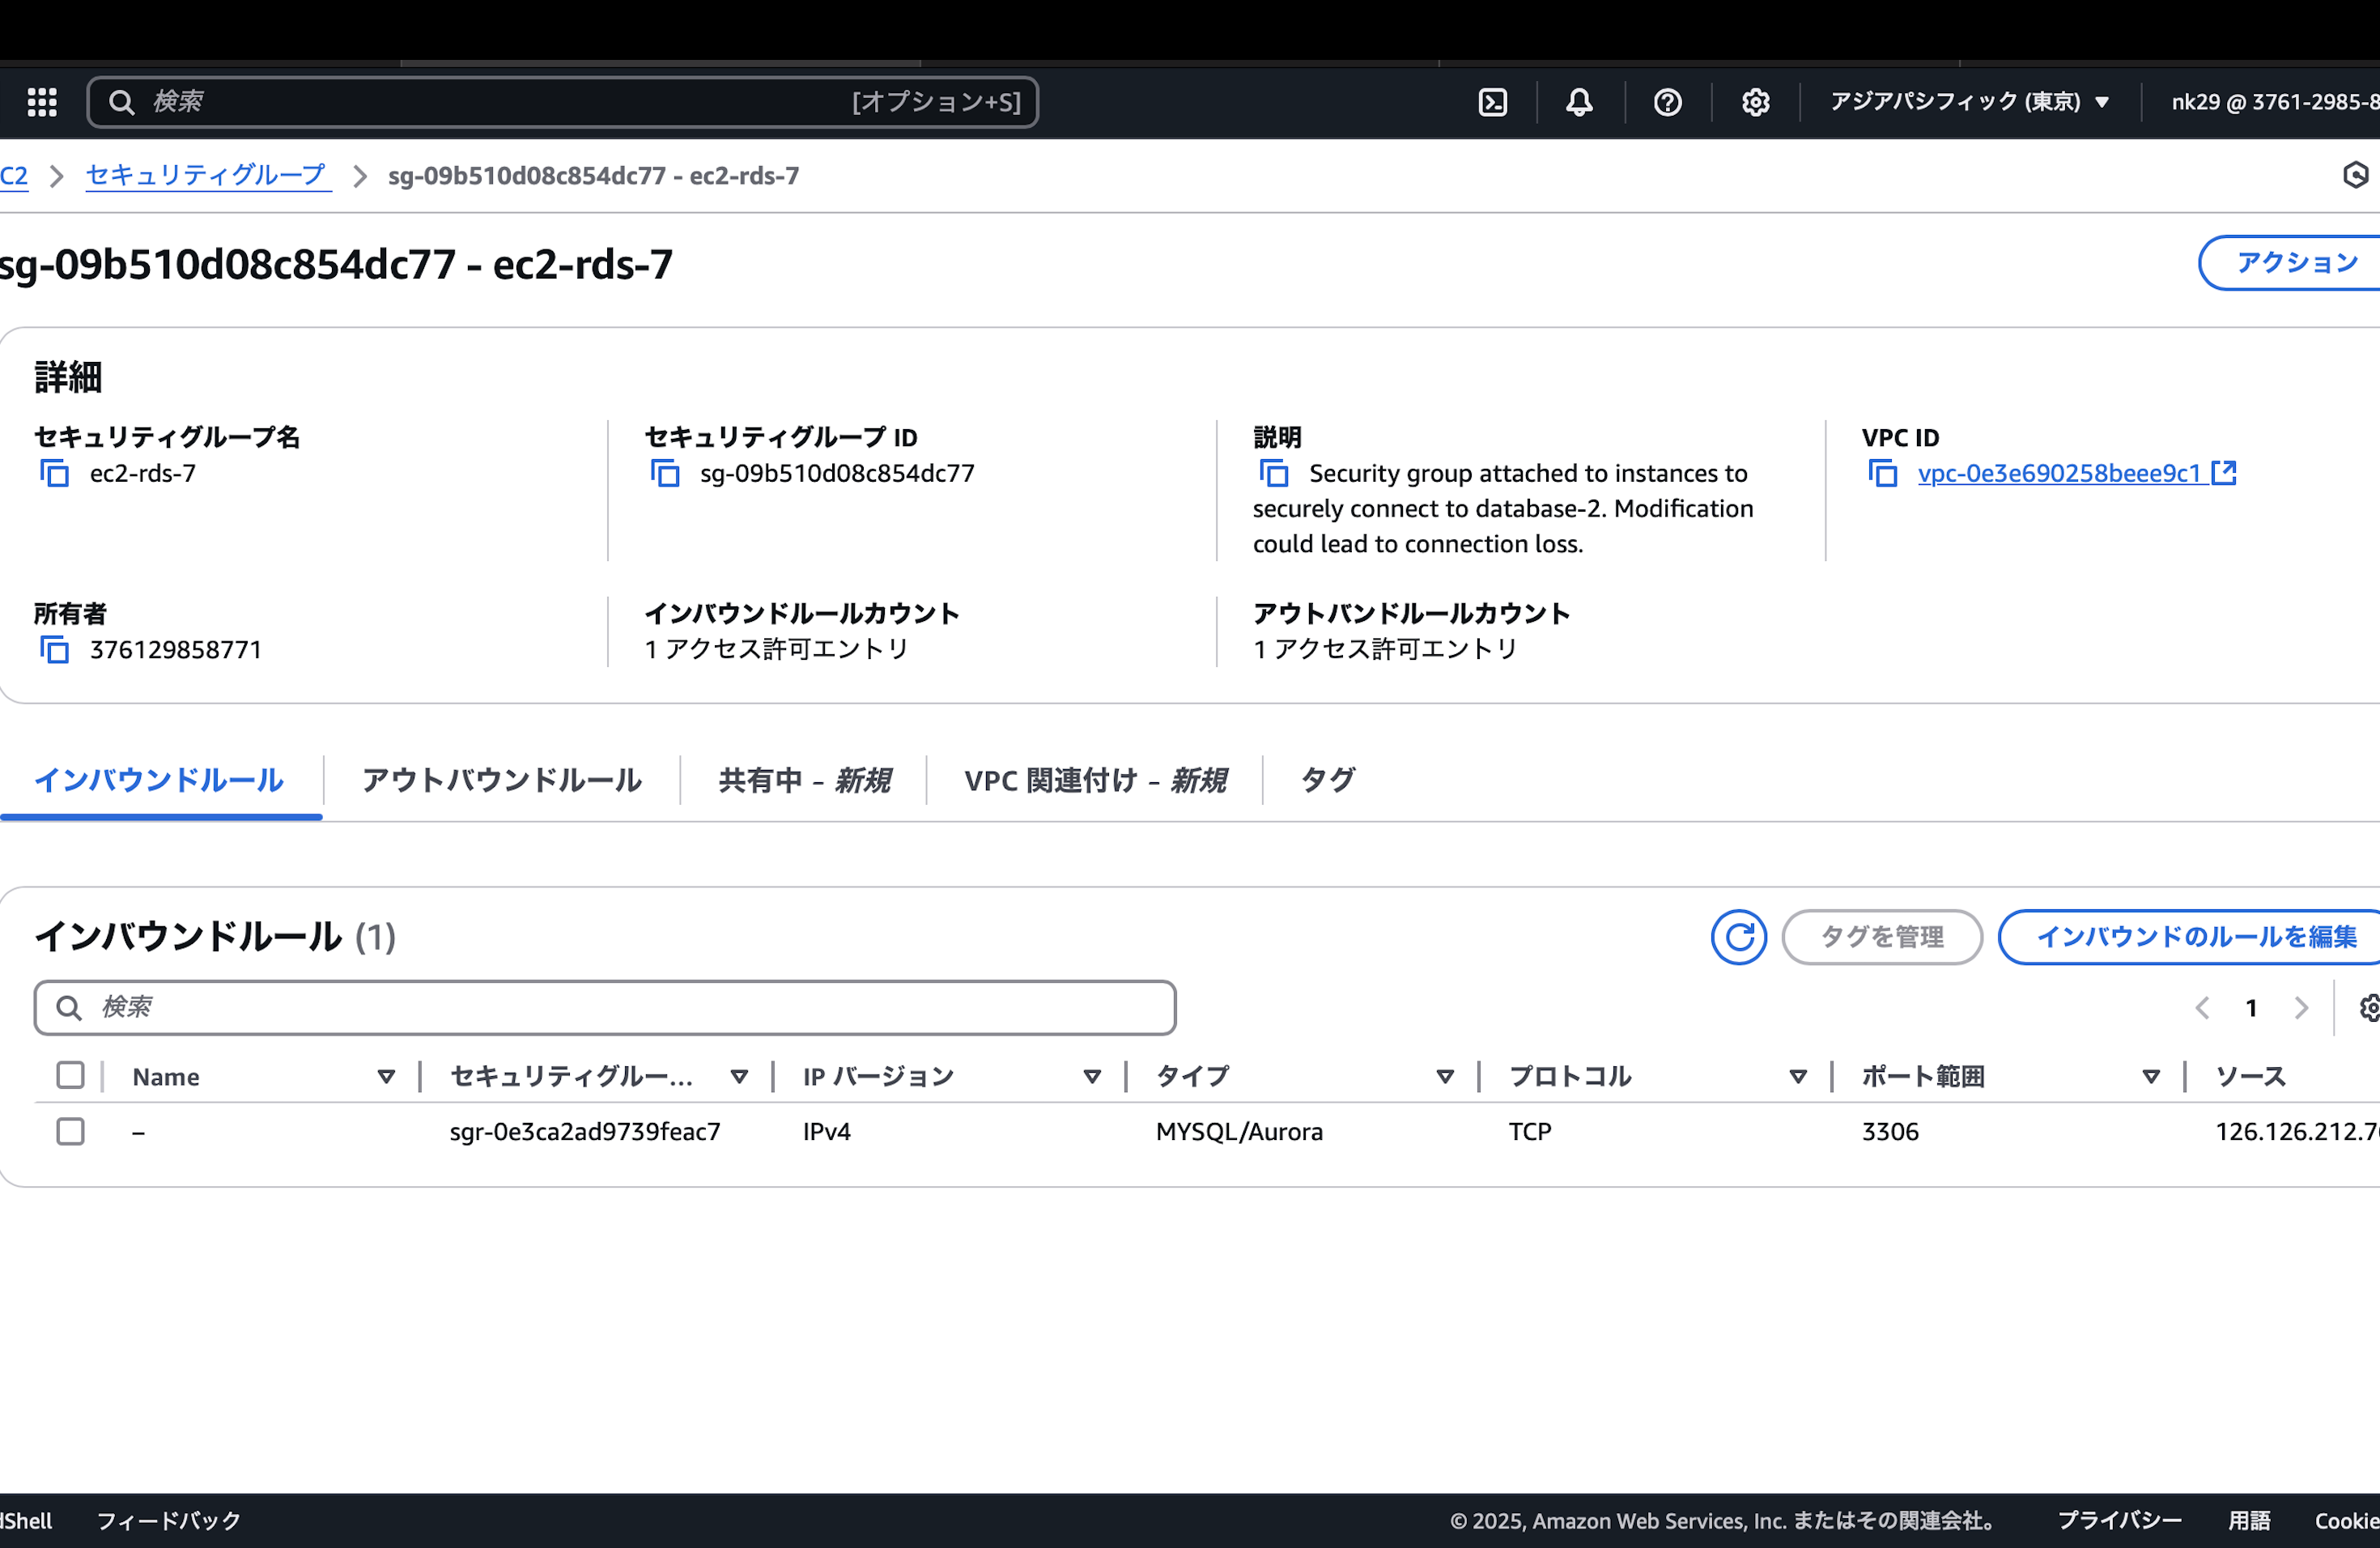 検索 [オプション+S] アジアパシフィック (東京) nk29 @ 3761-2985-8
C2 セキュリティグループ sg-09b510d08c854dc77 - ec2-rds-7
sg-09b510d08c854dc77 - ec2-rds-7 アクション
詳細
セキュリティグループ名 セキュリティグループ ID 説明 VPC ID
ec2-rds-7 sg-09b510d08c854dc77 Security group attached to instances to vpc-0e3e690258beee9c1
securely connect to database-2. Modification
could lead to connection loss.
所有者 インバウンドルールカウント アウトバンドルールカウント
376129858771 1 アクセス許可エントリ 1 アクセス許可エントリ
インバウンドルール アウトバウンドルール 共有中 – 新規 VPC 関連付け – 新規 タグ
インバウンドルール (1) タグを管理 インバウンドのルールを編集
検索 1
Name セキュリティグルー... IP バージョン タイプ プロトコル ポート範囲 ソース
– sgr-0e3ca2ad9739feac7 IPv4 MYSQL/Aurora TCP 3306 126.126.212.7
dShell フィードバック © 2025, Amazon Web Services, Inc. またはその関連会社。 プライバシー 用語 Cookie